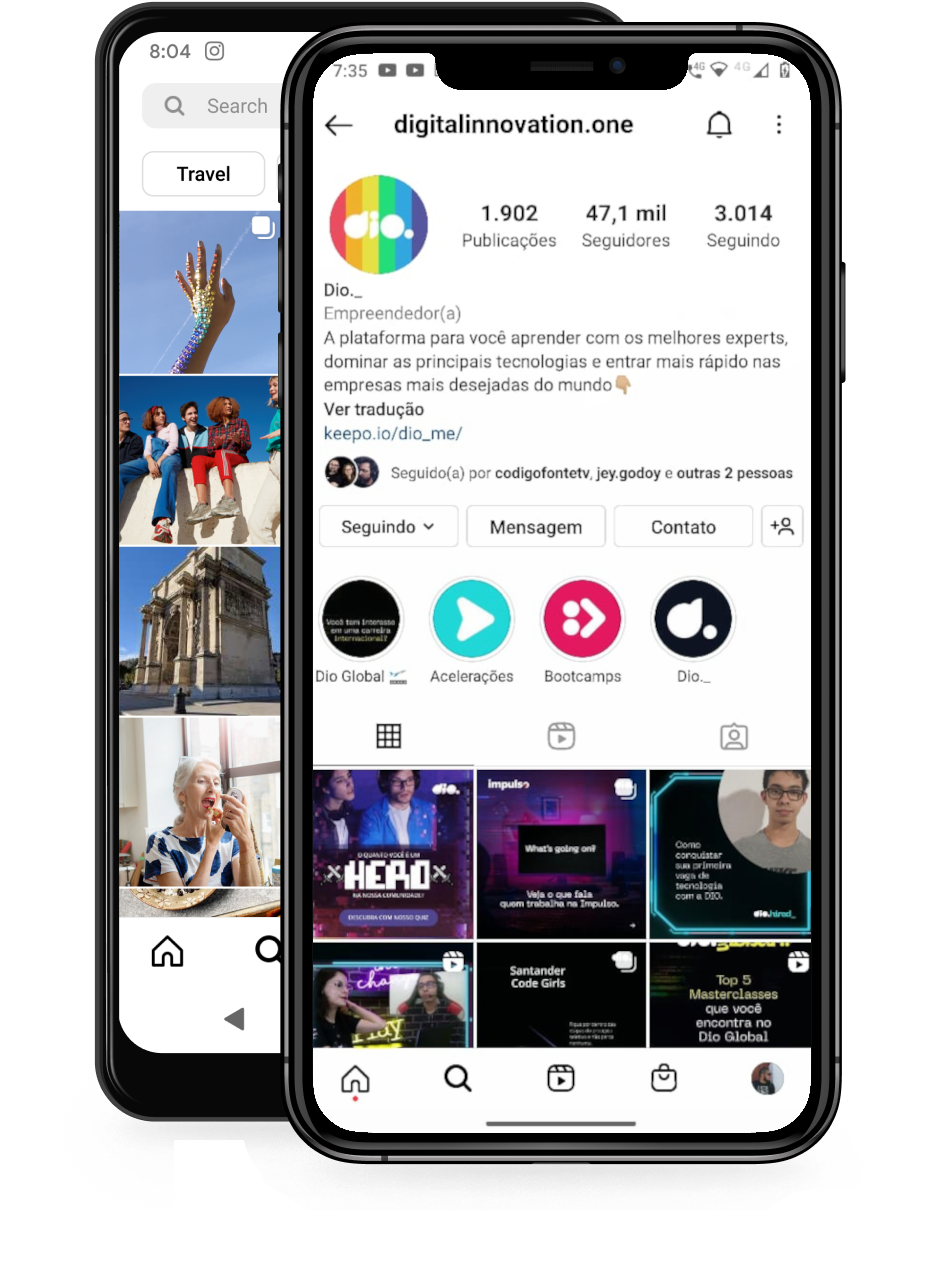 8:04
Search
Travel
7:35
4G
4G
digitalinnovation.one
dio.
1.902
47,1 mil
3.014
Publicações
Seguidores
Seguindo
Dio._
Empreendedor(a)
A plataforma para você aprender com os melhores experts,
dominar as principais tecnologias e entrar mais rápido nas
empresas mais desejadas do mundo👇🏼
Ver tradução
keepo.io/dio_me/
Seguido(a) por codigofontetv, jey.godoy e outras 2 pessoas
Seguindo
Mensagem
Contato
Você tem interesse
em uma carreira
internacional?
Dio Global
Acelerações
Bootcamps
Dio._
dio.
O QUANTO VOCÊ É UM
HERO
NA NOSSA COMUNIDADE?
DESCUBRA COM NOSSO QUIZ
impulso
What's going on?
Veja o que fala
quem trabalha na Impulso.
Como
conquistar
sua primeira
vaga de
tecnologia
com a DIO.
dio.hired_
Santander
Code Girls
Top 5
Masterclasses
que você
encontra no
Dio Global